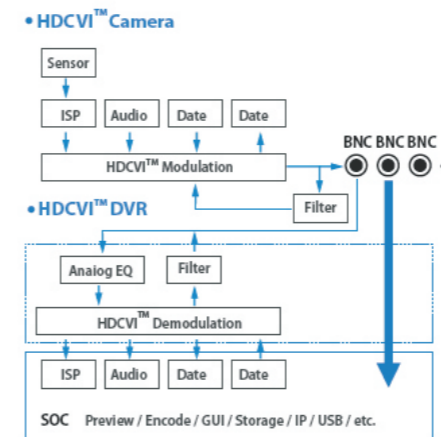 • HDCVI™ Camera
Sensor
ISP Audio Date Date
BNC BNC BNC
HDCVI™ Modulation
Filter
• HDCVI™ DVR
Anaiog EQ Filter
HDCVI™ Demodulation
ISP Audio Date Date
SOC Preview / Encode / GUI / Storage / IP / USB / etc.